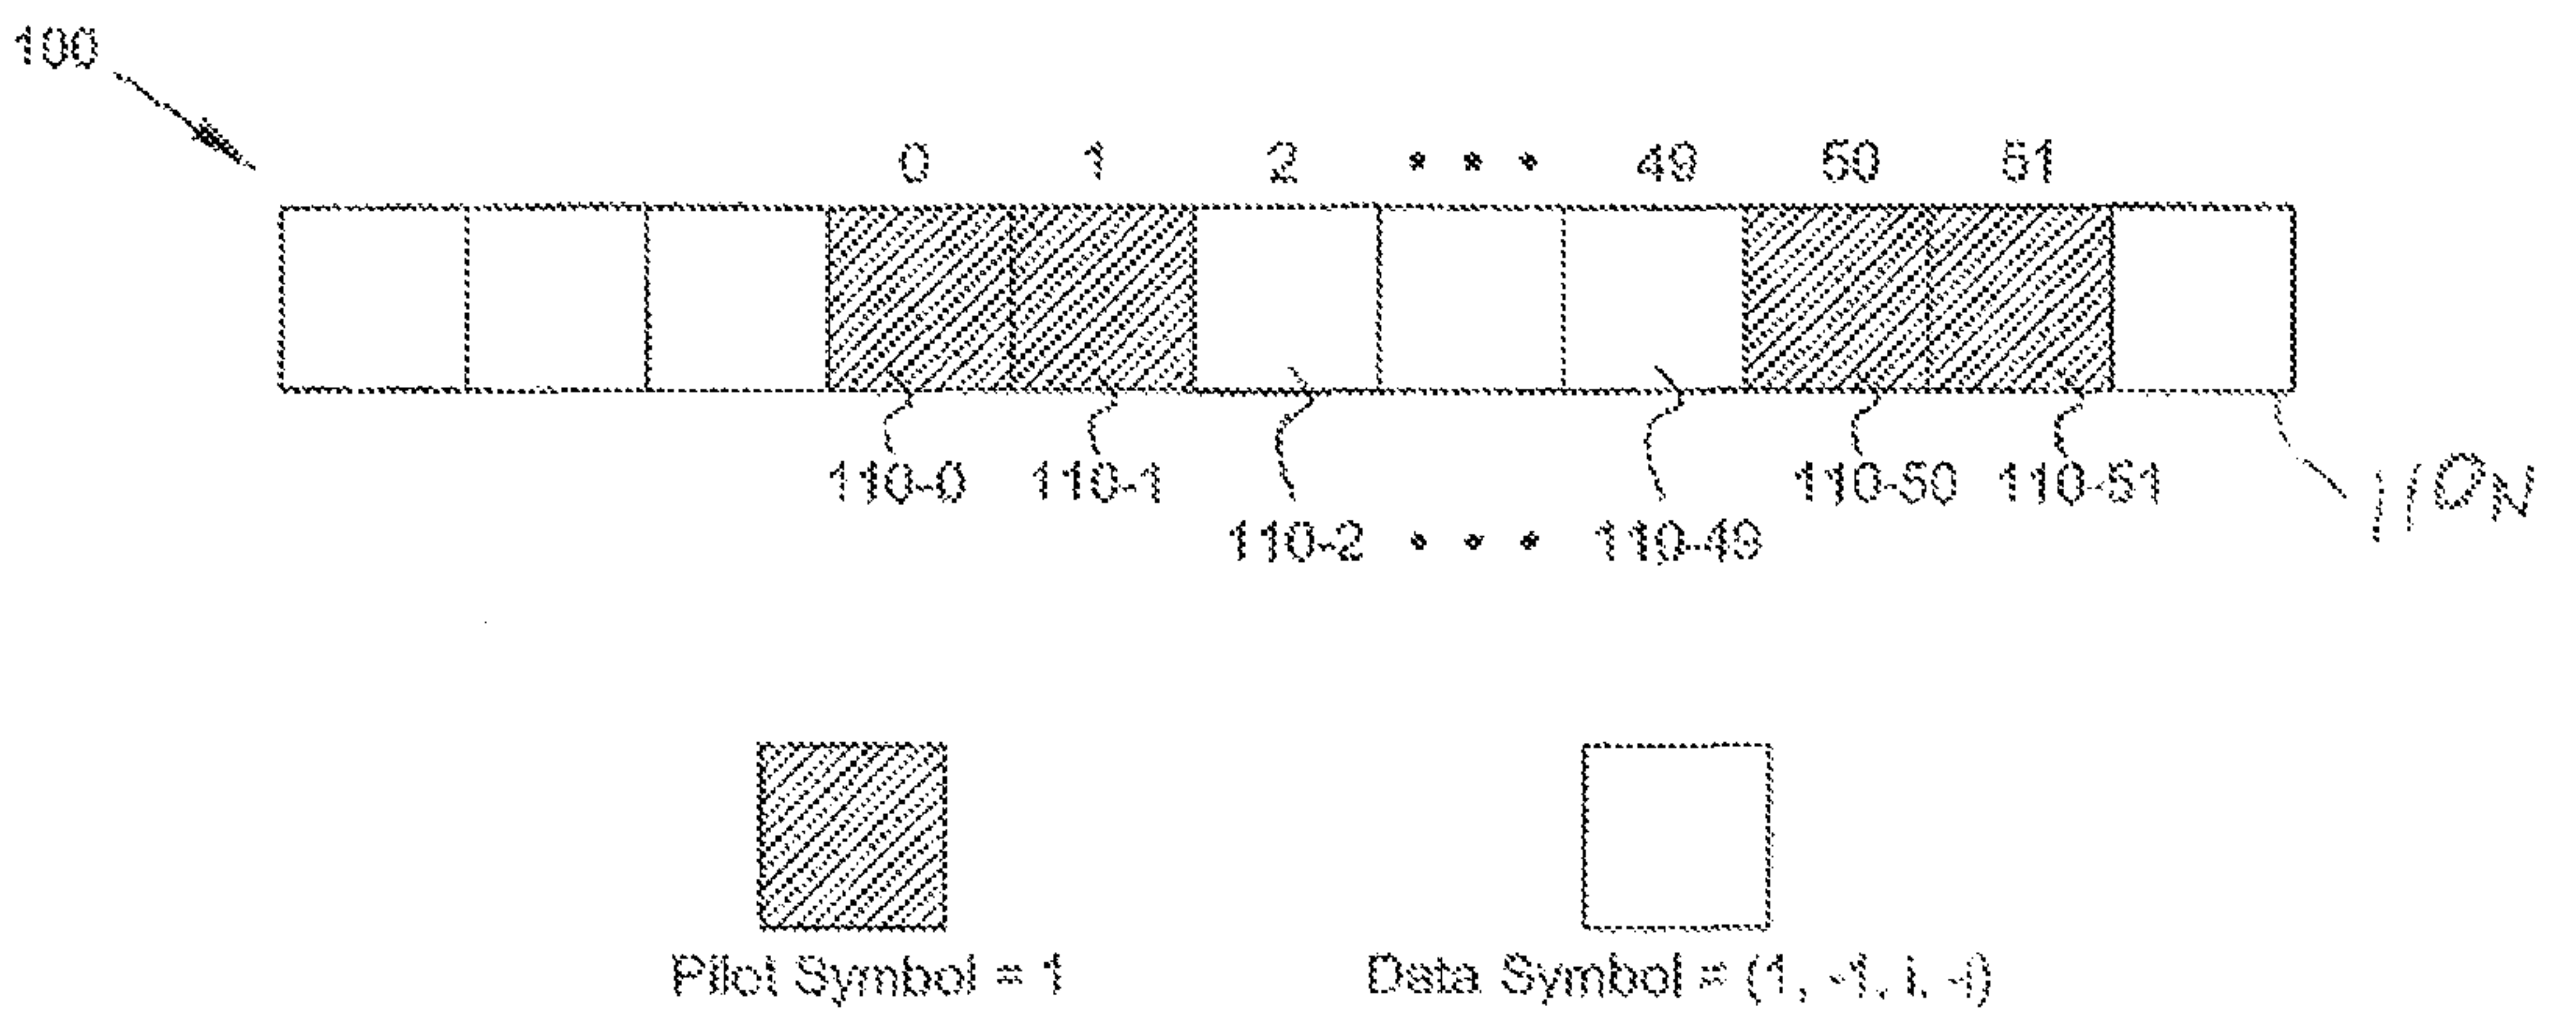 100
0 1 2 • • • 49 50 51
110-0 110-1 110-50 110-51 110N
110-2 • • • 110-49
Pilot Symbol = 1 Data Symbol = (1, -1, i, -i)